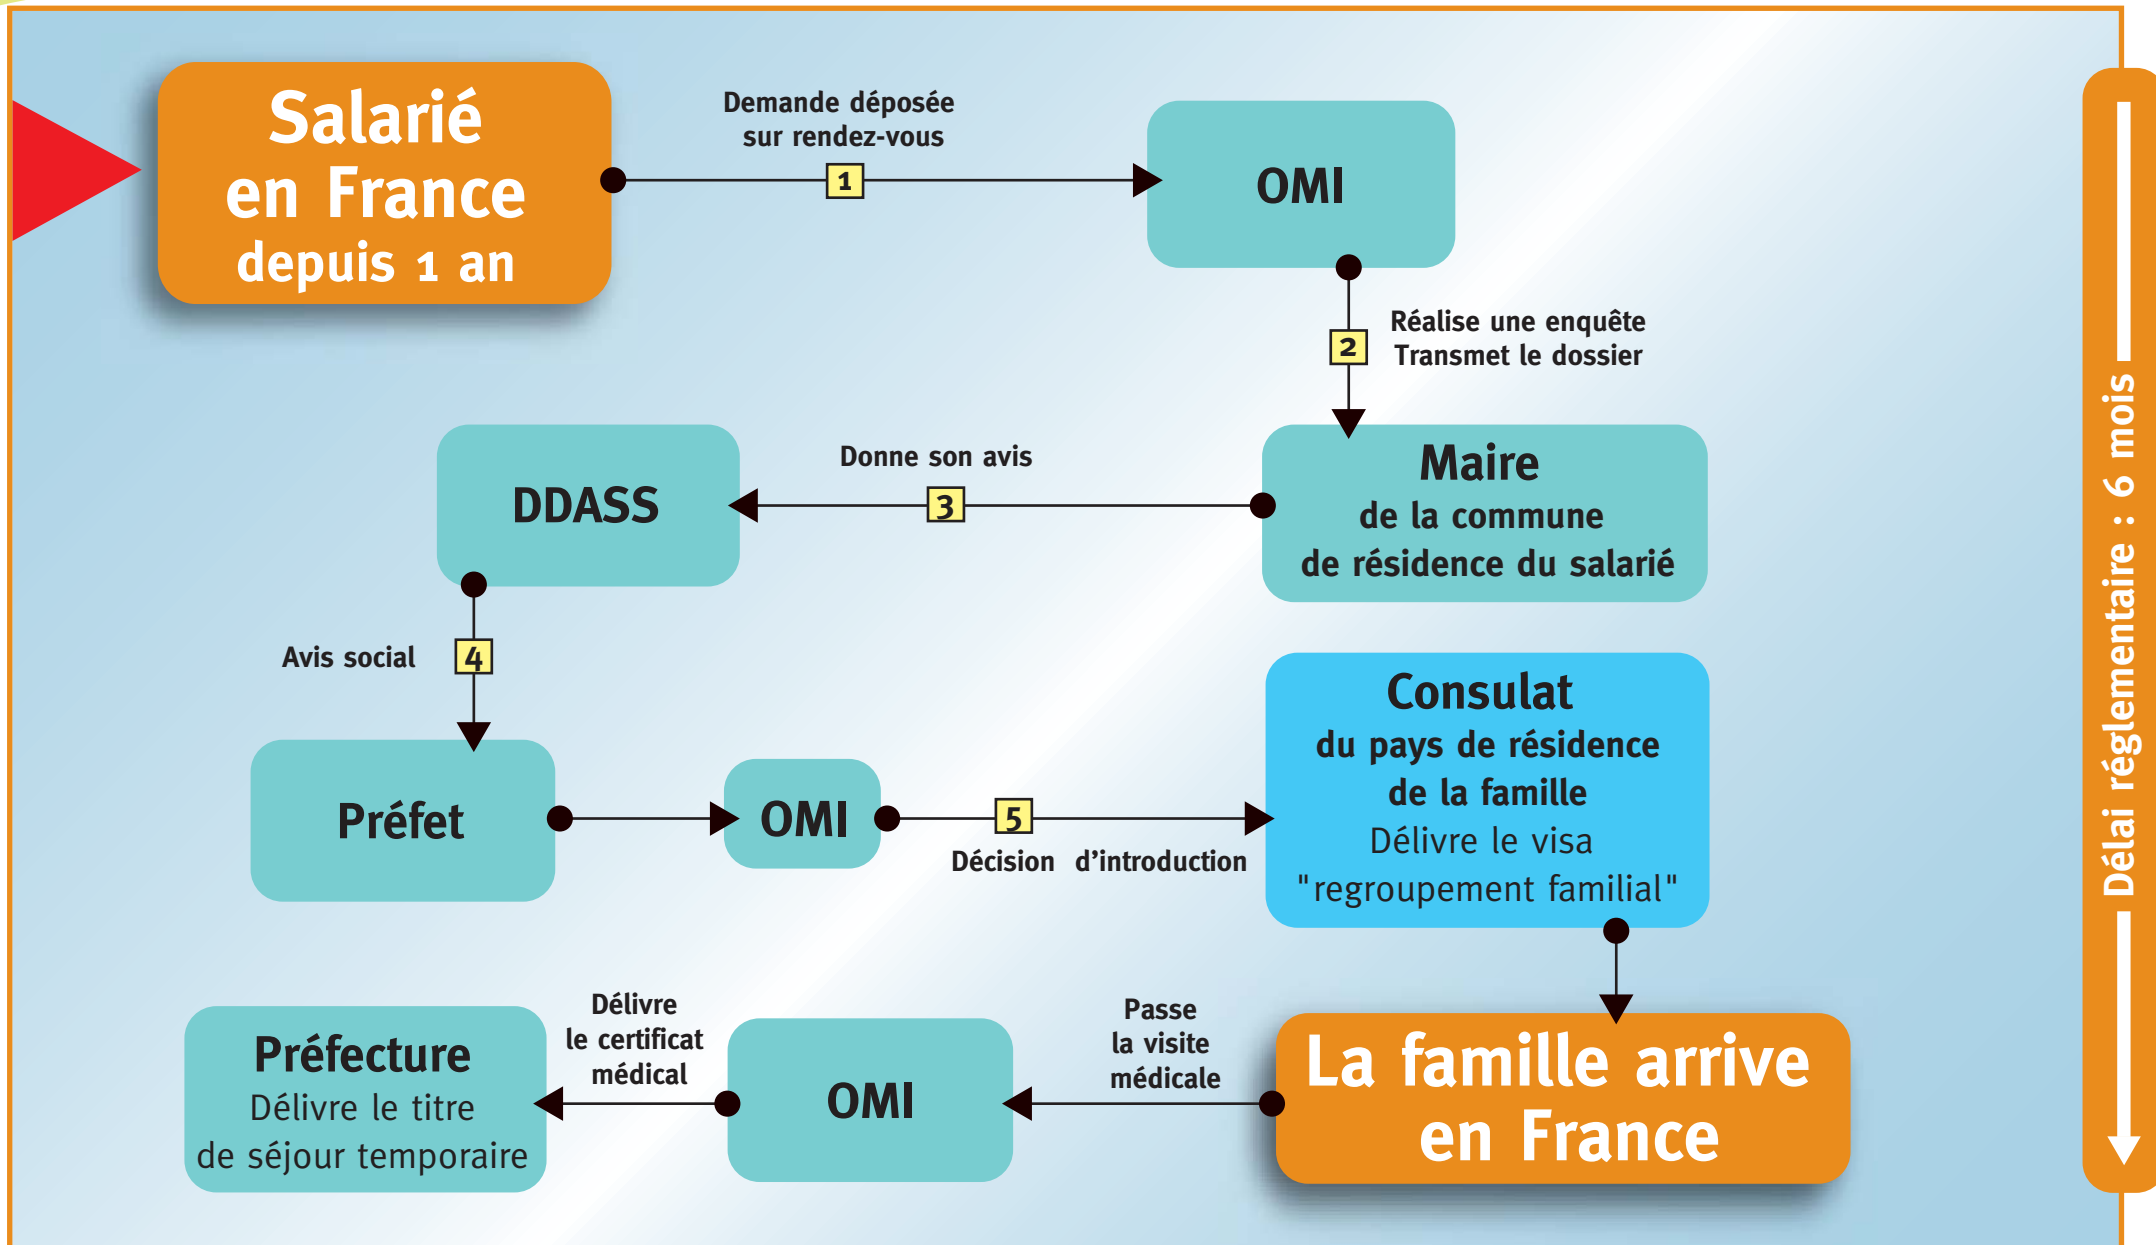 Salarié
en France
depuis 1 an
Demande déposée
sur rendez-vous
1
OMI
2
Réalise une enquête
Transmet le dossier
Maire
de la commune
de résidence du salarié
Donne son avis
3
DDASS
Avis social
4
Préfet
OMI
5
Décision d'introduction
Consulat
du pays de résidence
de la famille
Délivre le visa
"regroupement familial"
La famille arrive
en France
Passe
la visite
médicale
OMI
Délivre
le certificat
médical
Préfecture
Délivre le titre
de séjour temporaire
Délai réglementaire : 6 mois